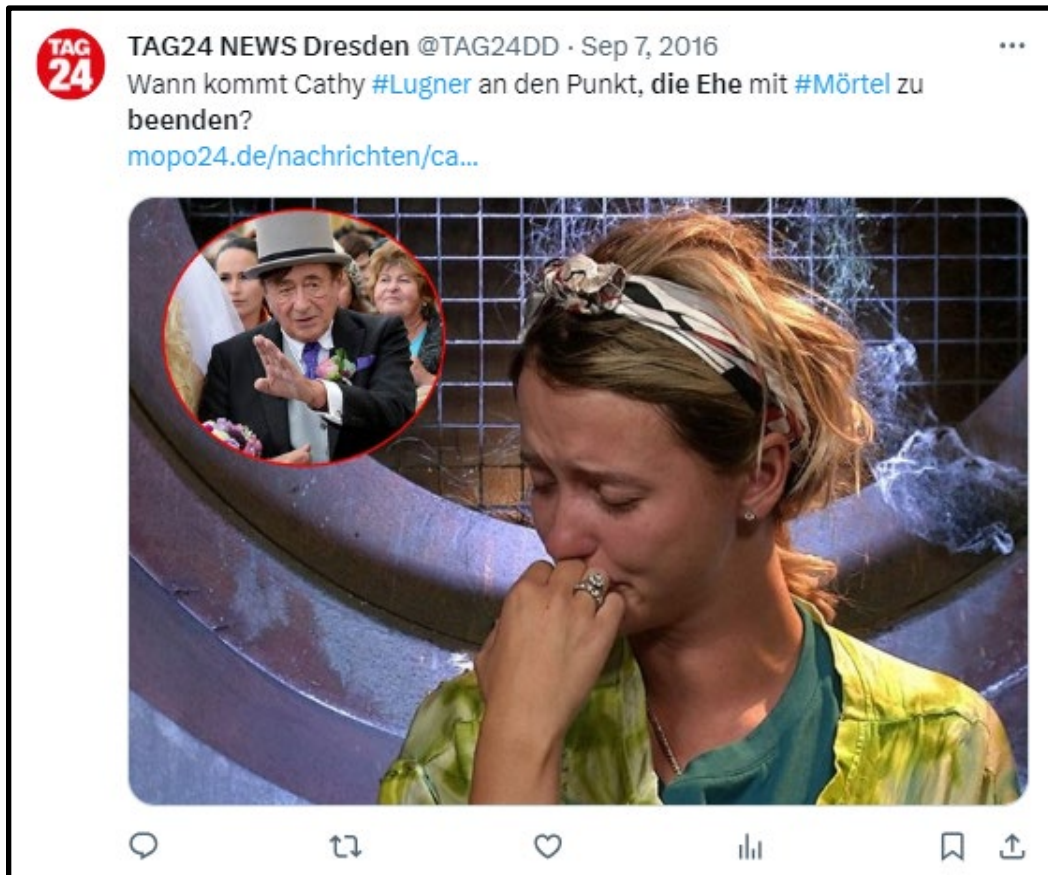 TAG
24
TAG24 NEWS Dresden @TAG24DD · Sep 7, 2016
Wann kommt Cathy #Lugner an den Punkt, die Ehe mit #Mörtel zu
beenden?
mopo24.de/nachrichten/ca...